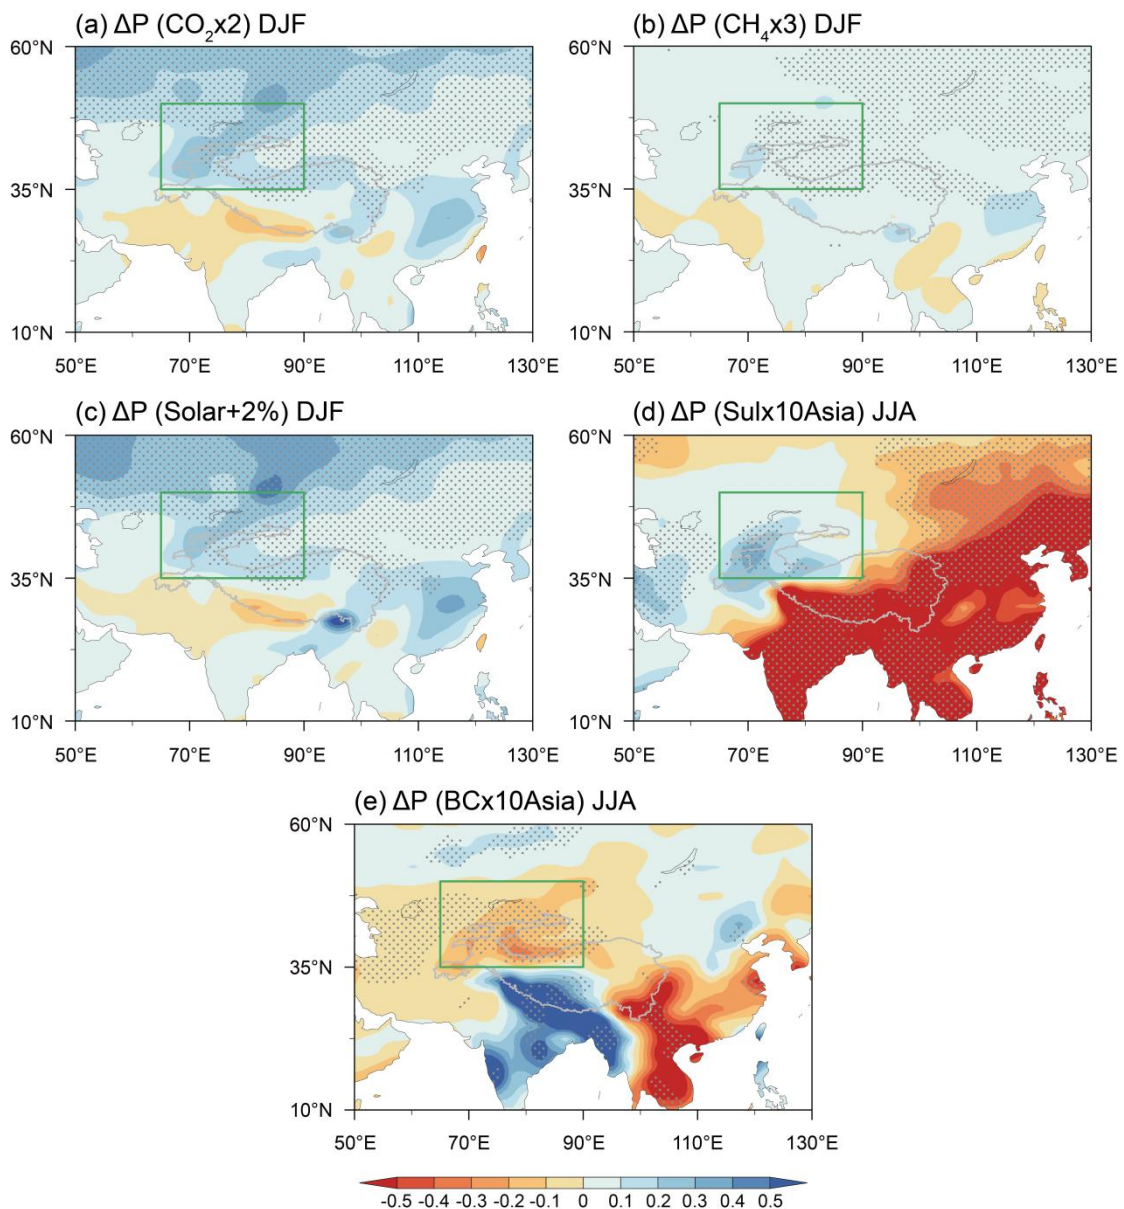 (a) ΔP (CO₂x2) DJF
(b) ΔP (CH₄x3) DJF
60°N
35°N
10°N
50°E 70°E 90°E 110°E 130°E
60°N
35°N
10°N
50°E 70°E 90°E 110°E 130°E
(c) ΔP (Solar+2%) DJF
(d) ΔP (Sulx10Asia) JJA
60°N
35°N
10°N
50°E 70°E 90°E 110°E 130°E
60°N
35°N
10°N
50°E 70°E 90°E 110°E 130°E
(e) ΔP (BCx10Asia) JJA
60°N
35°N
10°N
50°E 70°E 90°E 110°E 130°E
-0.5 -0.4 -0.3 -0.2 -0.1 0 0.1 0.2 0.3 0.4 0.5